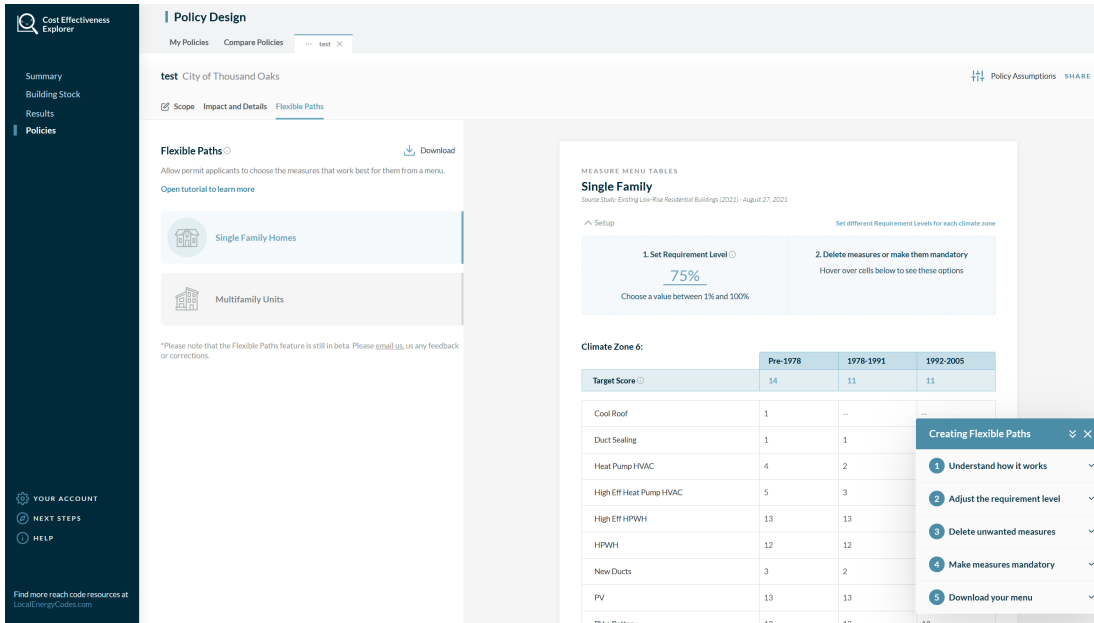 Cost Effectiveness
Explorer
Summary
Building Stock
Results
Policies
YOUR ACCOUNT
NEXT STEPS
HELP
Find more reach code resources at
LocalEnergyCodes.com
Policy Design
My Policies Compare Policies ··· test
test City of Thousand Oaks
Policy Assumptions SHARE
Scope Impact and Details Flexible Paths
Flexible Paths
Download
Allow permit applicants to choose the measures that work best for them from a menu.
Open tutorial to learn more
Single Family Homes
Multifamily Units
*Please note that the Flexible Paths feature is still in beta. Please email us, us any feedback
or corrections.
MEASURE MENU TABLES
Single Family
Source Study: Existing Low-Rise Residential Buildings (2021) - August 27, 2021
Setup Set different Requirement Levels for each climate zone
1. Set Requirement Level
75%
Choose a value between 1% and 100%
2. Delete measures or make them mandatory
Hover over cells below to see these options
Climate Zone 6:
Pre-1978 1978-1991 1992-2005
Target Score 14 11 11
Cool Roof 1 -- --
Duct Sealing 1 1
Heat Pump HVAC 4 2
High Eff Heat Pump HVAC 5 3
High Eff HPWH 13 13
HPWH 12 12
New Ducts 3 2
PV 13 13
Creating Flexible Paths
1 Understand how it works
2 Adjust the requirement level
3 Delete unwanted measures
4 Make measures mandatory
5 Download your menu